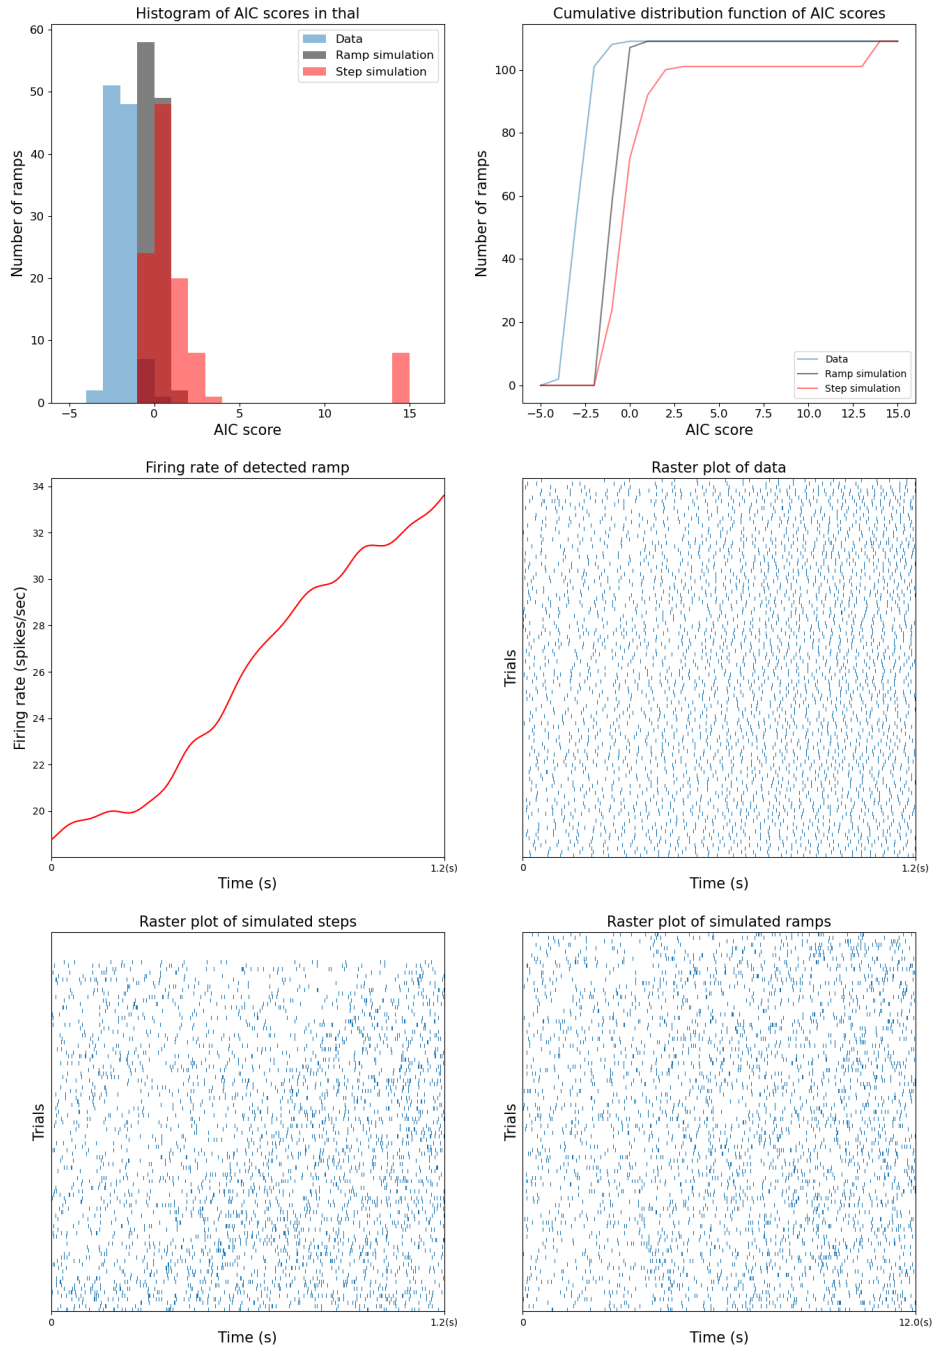 Histogram of AIC scores in thal
Number of ramps
60
50
40
30
20
10
0
Data
Ramp simulation
Step simulation
−5 0 5 10 15
AIC score
Cumulative distribution function of AIC scores
Number of ramps
100
80
60
40
20
0
Data
Ramp simulation
Step simulation
−5.0 −2.5 0.0 2.5 5.0 7.5 10.0 12.5 15.0
AIC score
Firing rate of detected ramp
Firing rate (spikes/sec)
34
32
30
28
26
24
22
20
0 1.2(s)
Time (s)
Raster plot of data
Trials
0 1.2(s)
Time (s)
Raster plot of simulated steps
Trials
0 1.2(s)
Time (s)
Raster plot of simulated ramps
Trials
0 12.0(s)
Time (s)